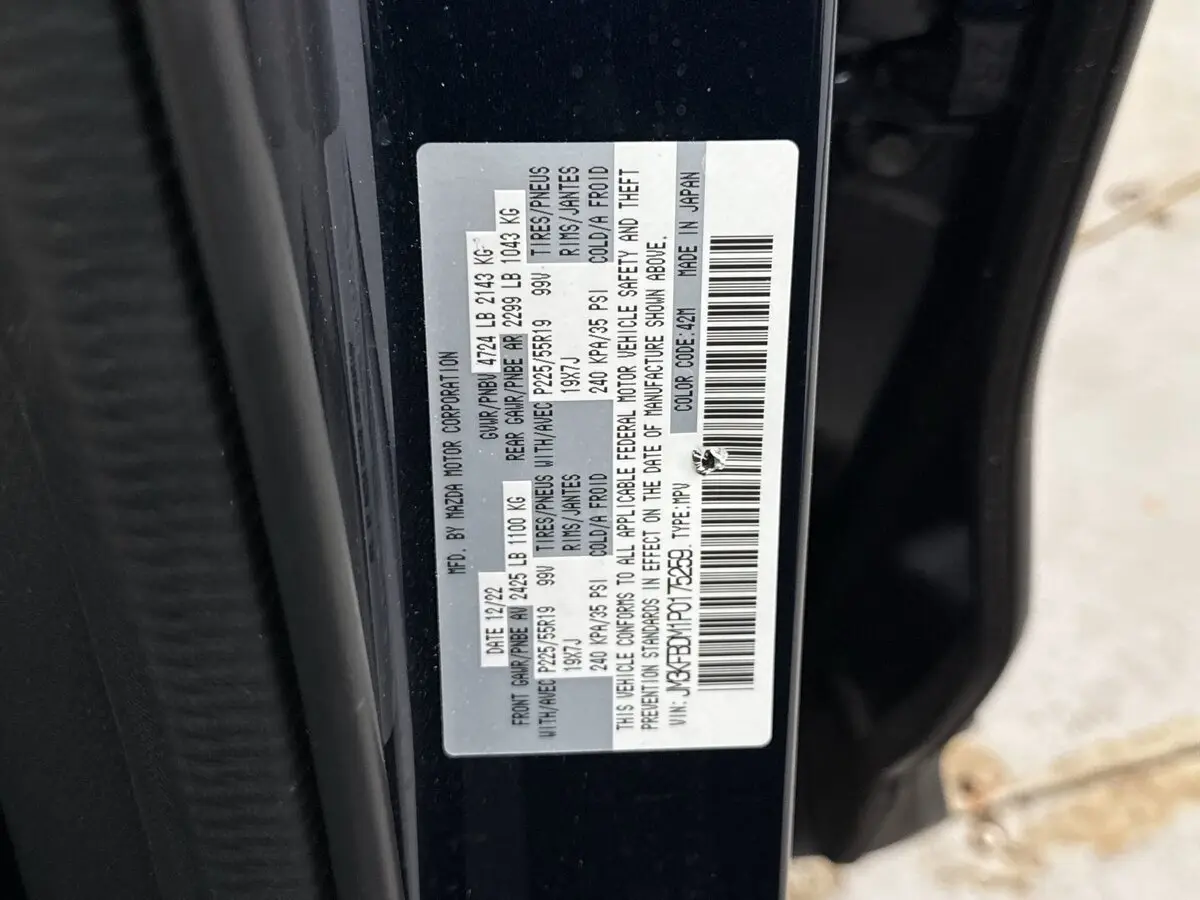 MFD. BY MAZDA MOTOR CORPORATION
DATE 12/22 GVWR/PNBV 4724 LB 2143 KG
FRONT GAWR/PNBE AV 2425 LB 1100 KG REAR GAWR/PNBE AR 2299 LB 1043 KG
WITH/AVEC P225/55R19 99V TIRES/PNEUS WITH/AVEC P225/55R19 99V TIRES/PNEUS
19X7J RIMS/JANTES 19X7J RIMS/JANTES
240 KPA/35 PSI COLD/A FROID 240 KPA/35 PSI COLD/A FROID
THIS VEHICLE CONFORMS TO ALL APPLICABLE FEDERAL MOTOR VEHICLE SAFETY AND THEFT
PREVENTION STANDARDS IN EFFECT ON THE DATE OF MANUFACTURE SHOWN ABOVE.
VIN: JM3KFBDM1P0175259 TYPE:MPV COLOR CODE:42M MADE IN JAPAN